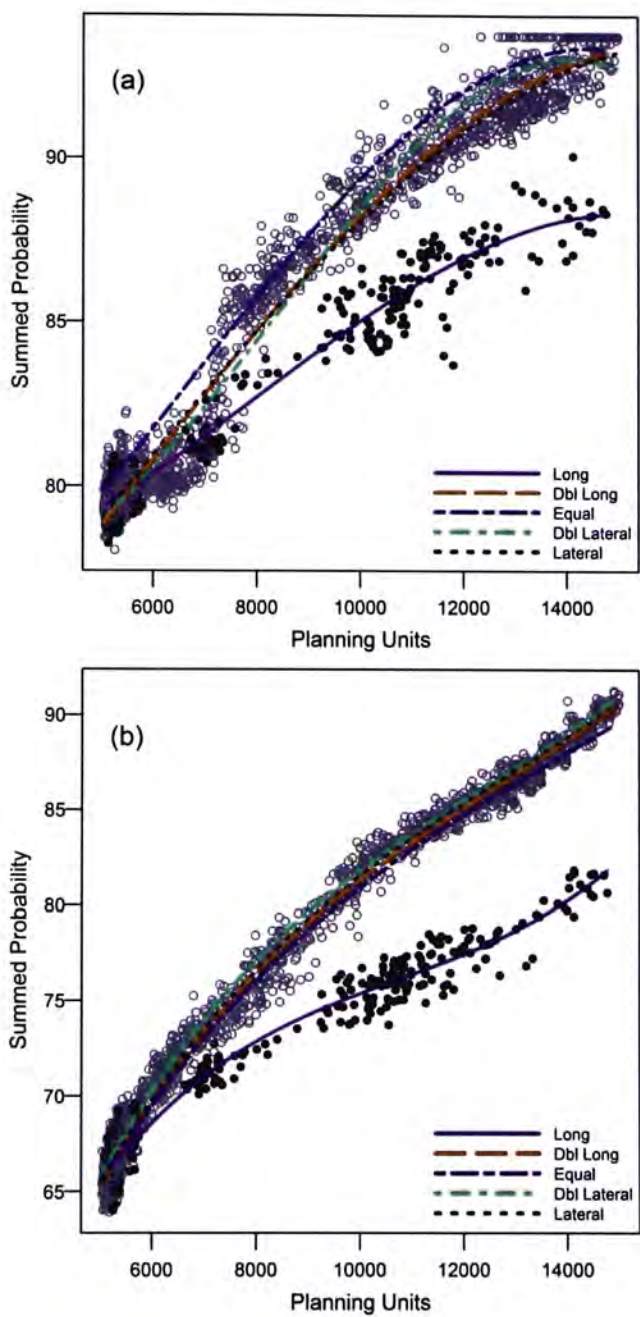 (a)
90
85
80
Summed Probability
Long
Dbl Long
Equal
Dbl Lateral
Lateral
6000 8000 10000 12000 14000
Planning Units
(b)
90
85
80
75
70
65
Summed Probability
Long
Dbl Long
Equal
Dbl Lateral
Lateral
6000 8000 10000 12000 14000
Planning Units